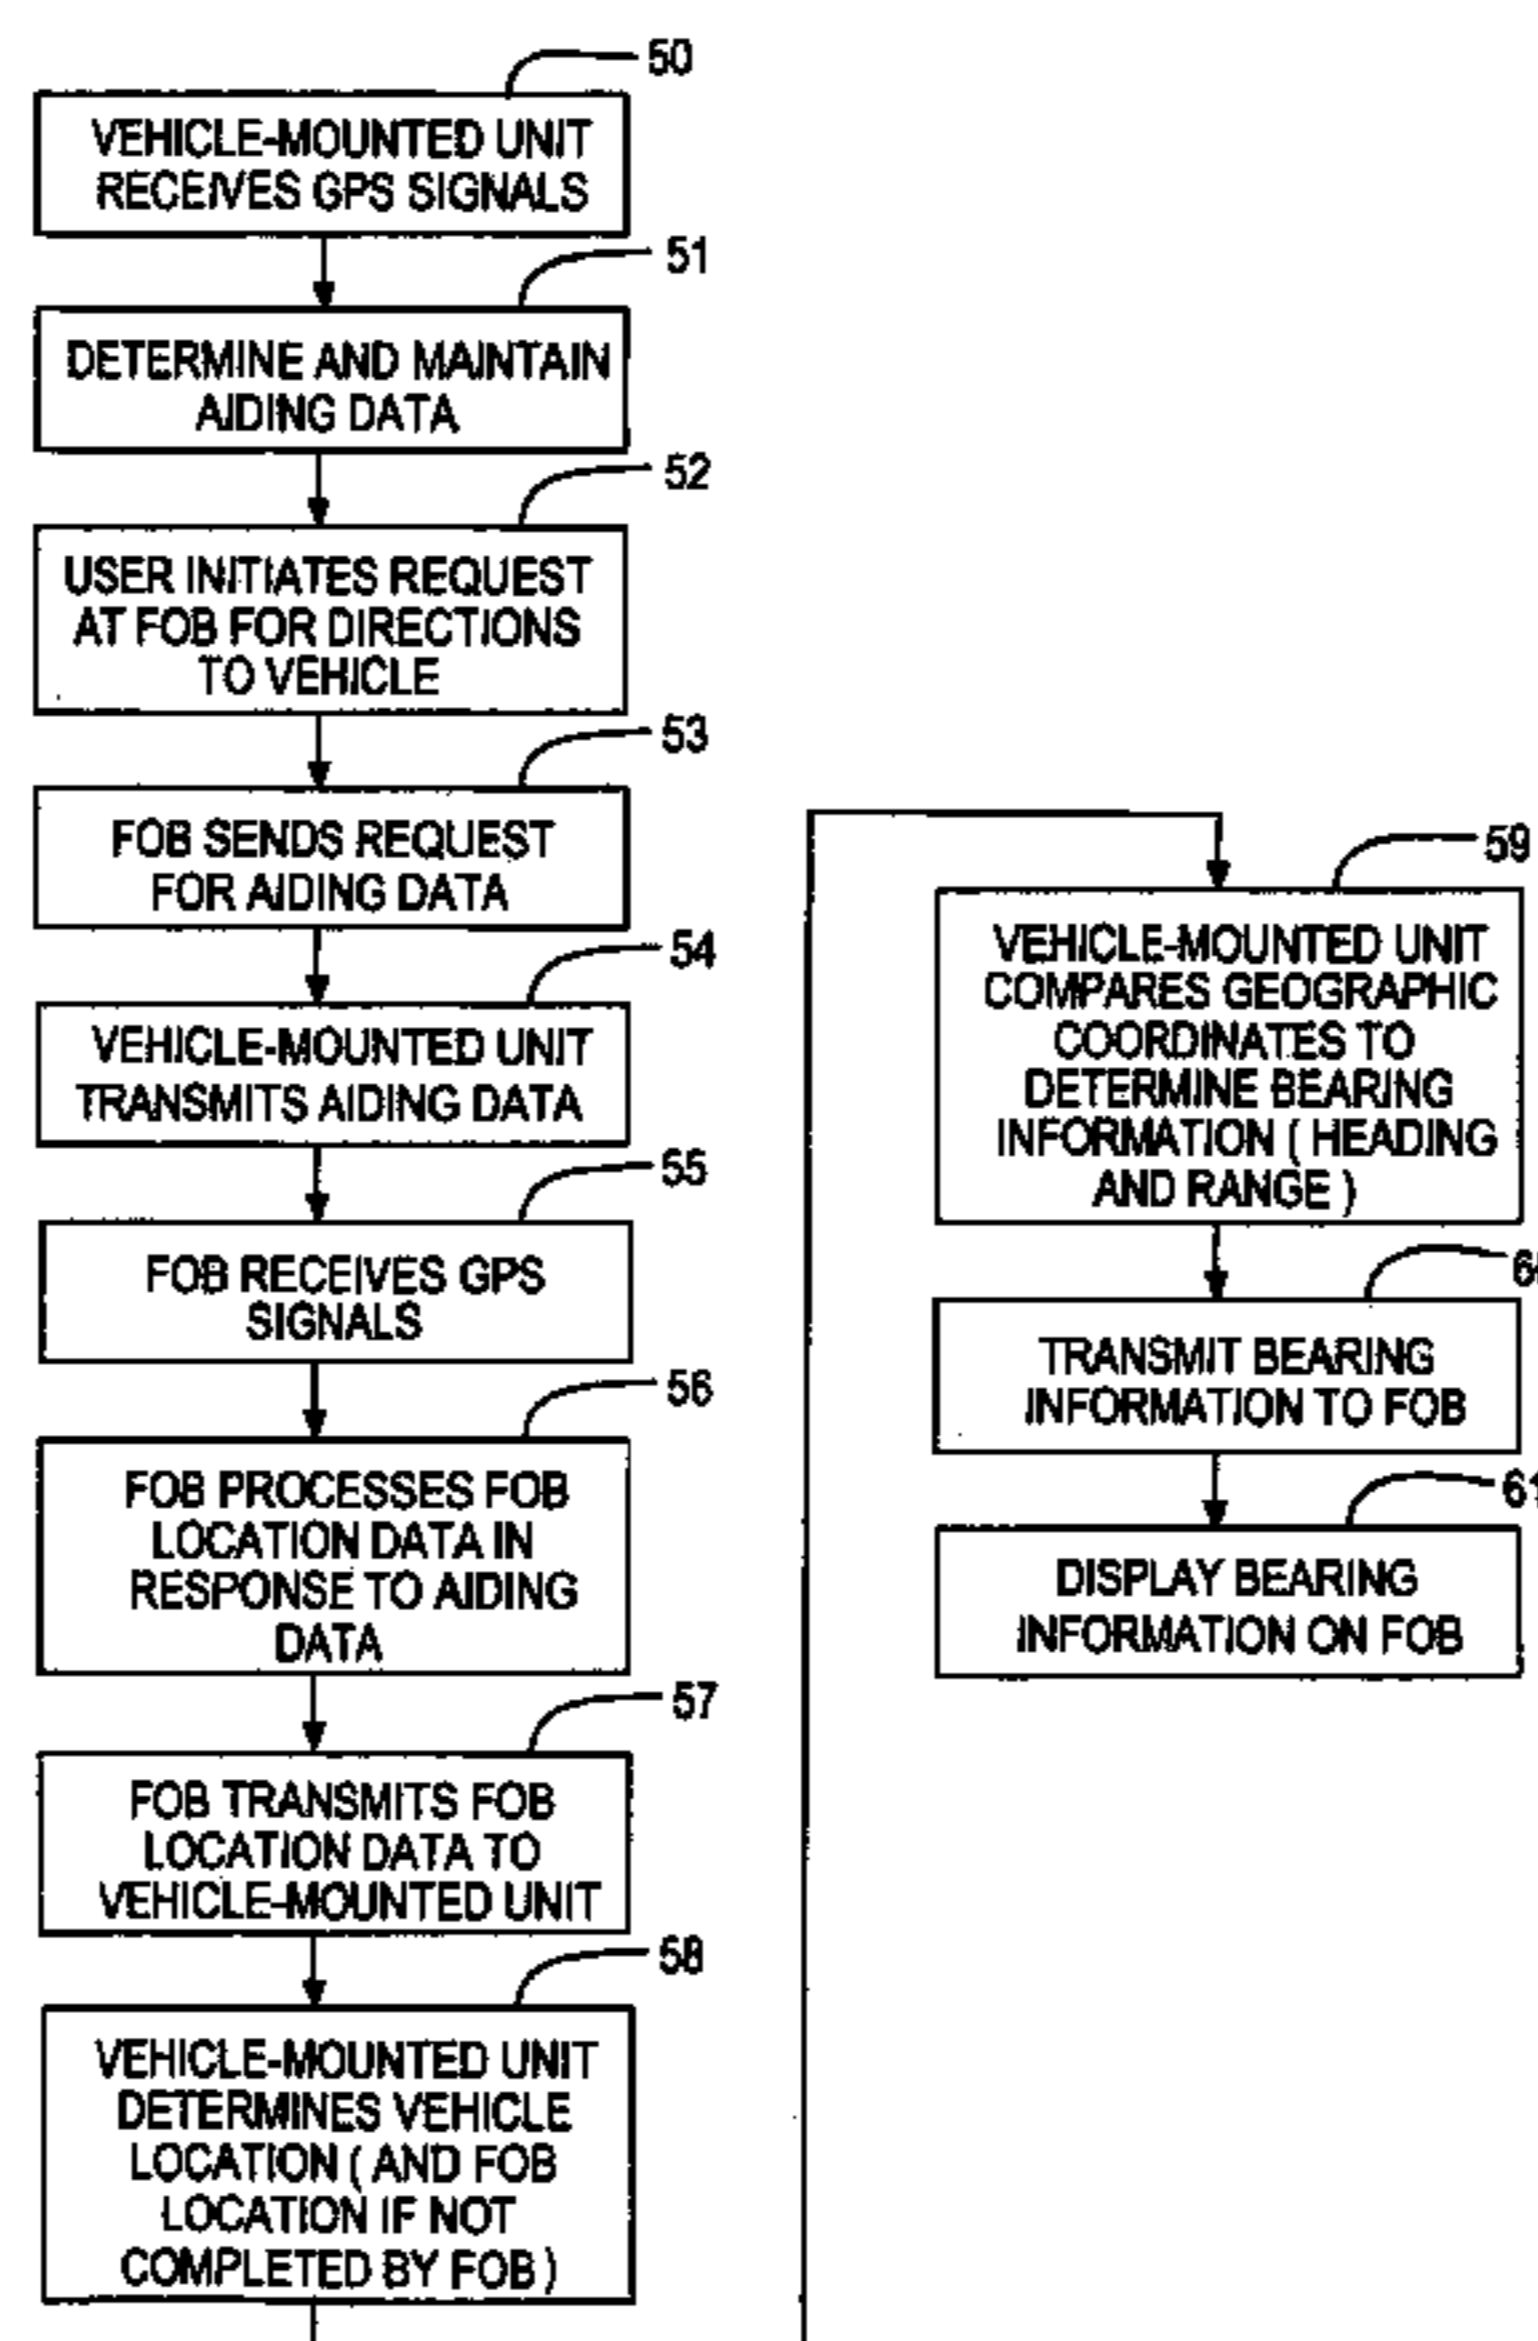 50
VEHICLE-MOUNTED UNIT
RECEIVES GPS SIGNALS
51
DETERMINE AND MAINTAIN
AIDING DATA
52
USER INITIATES REQUEST
AT FOB FOR DIRECTIONS
TO VEHICLE
53
FOB SENDS REQUEST
FOR AIDING DATA
54
VEHICLE-MOUNTED UNIT
TRANSMITS AIDING DATA
55
FOB RECEIVES GPS
SIGNALS
56
FOB PROCESSES FOB
LOCATION DATA IN
RESPONSE TO AIDING
DATA
57
FOB TRANSMITS FOB
LOCATION DATA TO
VEHICLE-MOUNTED UNIT
58
VEHICLE-MOUNTED UNIT
DETERMINES VEHICLE
LOCATION ( AND FOB
LOCATION IF NOT
COMPLETED BY FOB )
59
VEHICLE-MOUNTED UNIT
COMPARES GEOGRAPHIC
COORDINATES TO
DETERMINE BEARING
INFORMATION ( HEADING
AND RANGE )
TRANSMIT BEARING
INFORMATION TO FOB
61
DISPLAY BEARING
INFORMATION ON FOB